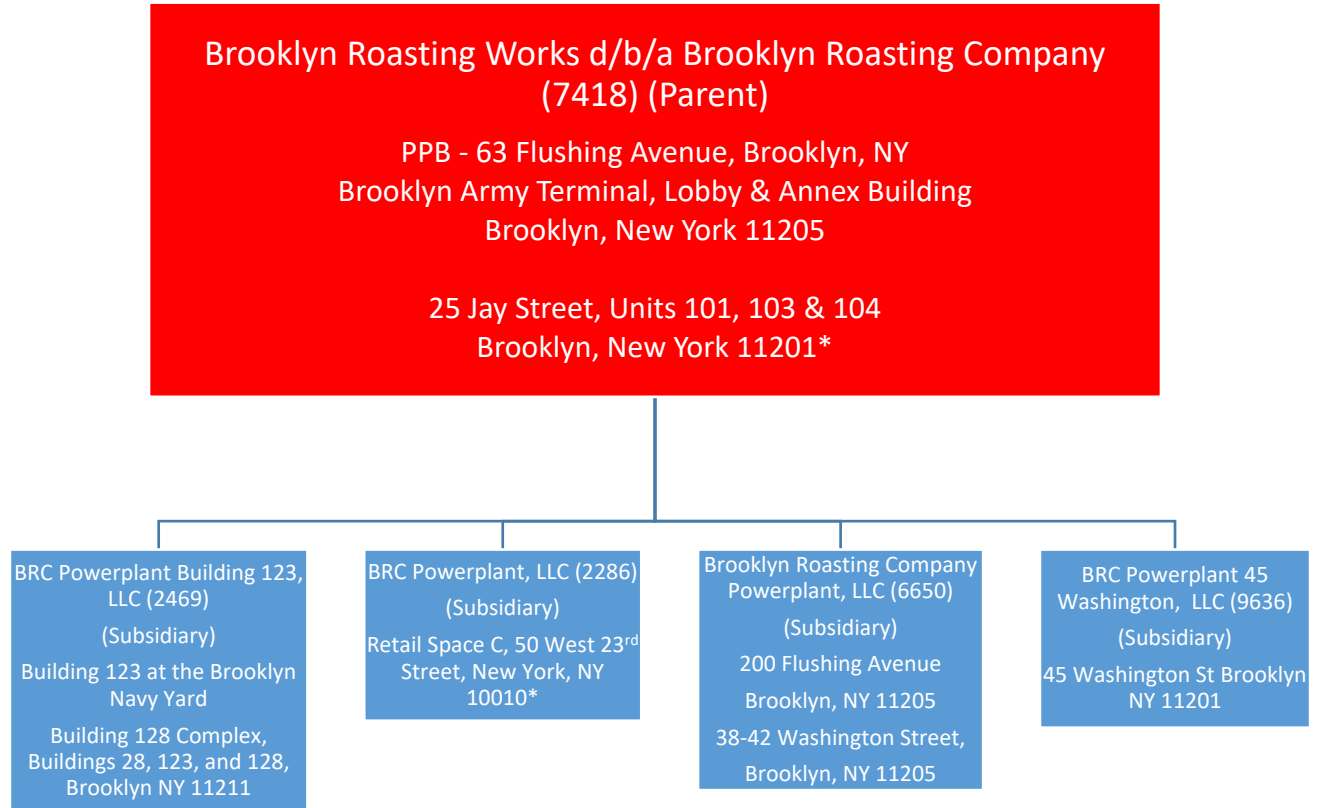 Brooklyn Roasting Works d/b/a Brooklyn Roasting Company
(7418) (Parent)
PPB - 63 Flushing Avenue, Brooklyn, NY
Brooklyn Army Terminal, Lobby & Annex Building
Brooklyn, New York 11205
25 Jay Street, Units 101, 103 & 104
Brooklyn, New York 11201*
BRC Powerplant Building 123,
LLC (2469)
(Subsidiary)
Building 123 at the Brooklyn
Navy Yard
Building 128 Complex,
Buildings 28, 123, and 128,
Brooklyn NY 11211
BRC Powerplant, LLC (2286)
(Subsidiary)
Retail Space C, 50 West 23rd
Street, New York, NY
10010*
Brooklyn Roasting Company
Powerplant, LLC (6650)
(Subsidiary)
200 Flushing Avenue
Brooklyn, NY 11205
38-42 Washington Street,
Brooklyn, NY 11205
BRC Powerplant 45
Washington, LLC (9636)
(Subsidiary)
45 Washington St Brooklyn
NY 11201